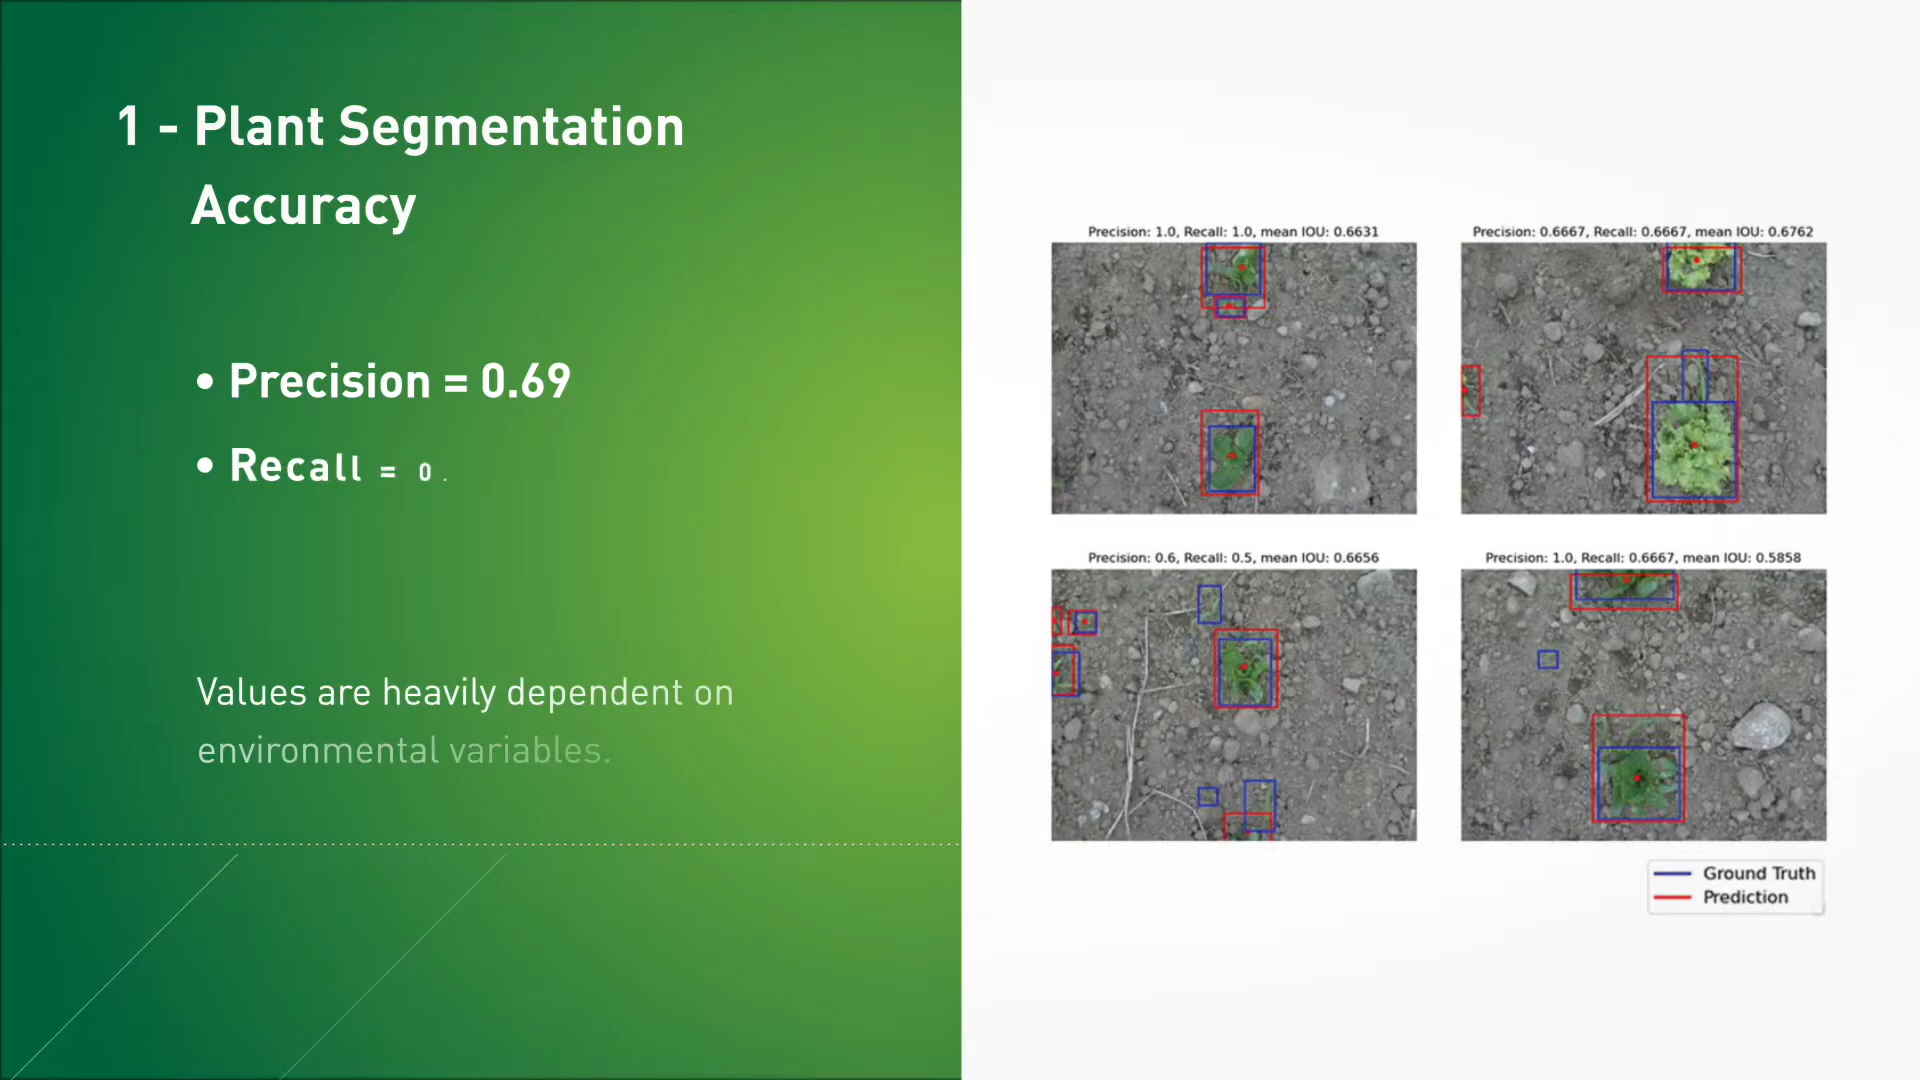 1 - Plant Segmentation
Accuracy
• Precision = 0.69
• Recall = 0.
Values are heavily dependent on
environmental variables.
Precision: 1.0, Recall: 1.0, mean IOU: 0.6631
Precision: 0.6667, Recall: 0.6667, mean IOU: 0.6762
Precision: 0.6, Recall: 0.5, mean IOU: 0.6656
Precision: 1.0, Recall: 0.6667, mean IOU: 0.5858
Ground Truth
Prediction